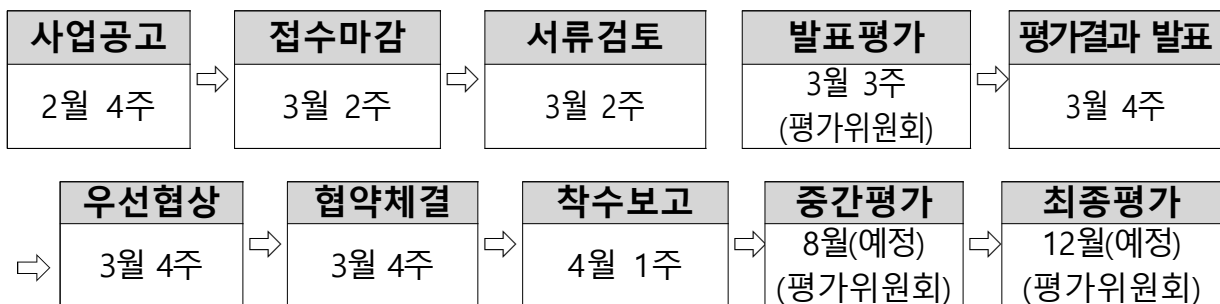 사업공고 접수마감 서류검토 발표평가 평가결과 발표
2월 4주 ⇨ 3월 2주 ⇨ 3월 2주 3월 3주 ⇨ 3월 4주
(평가위원회)
우선협상 협약체결 착수보고 중간평가 최종평가
⇨ 3월 4주 ⇨ 3월 4주 ⇨ 4월 1주 ⇨ 8월(예정) ⇨ 12월(예정)
(평가위원회) (평가위원회)